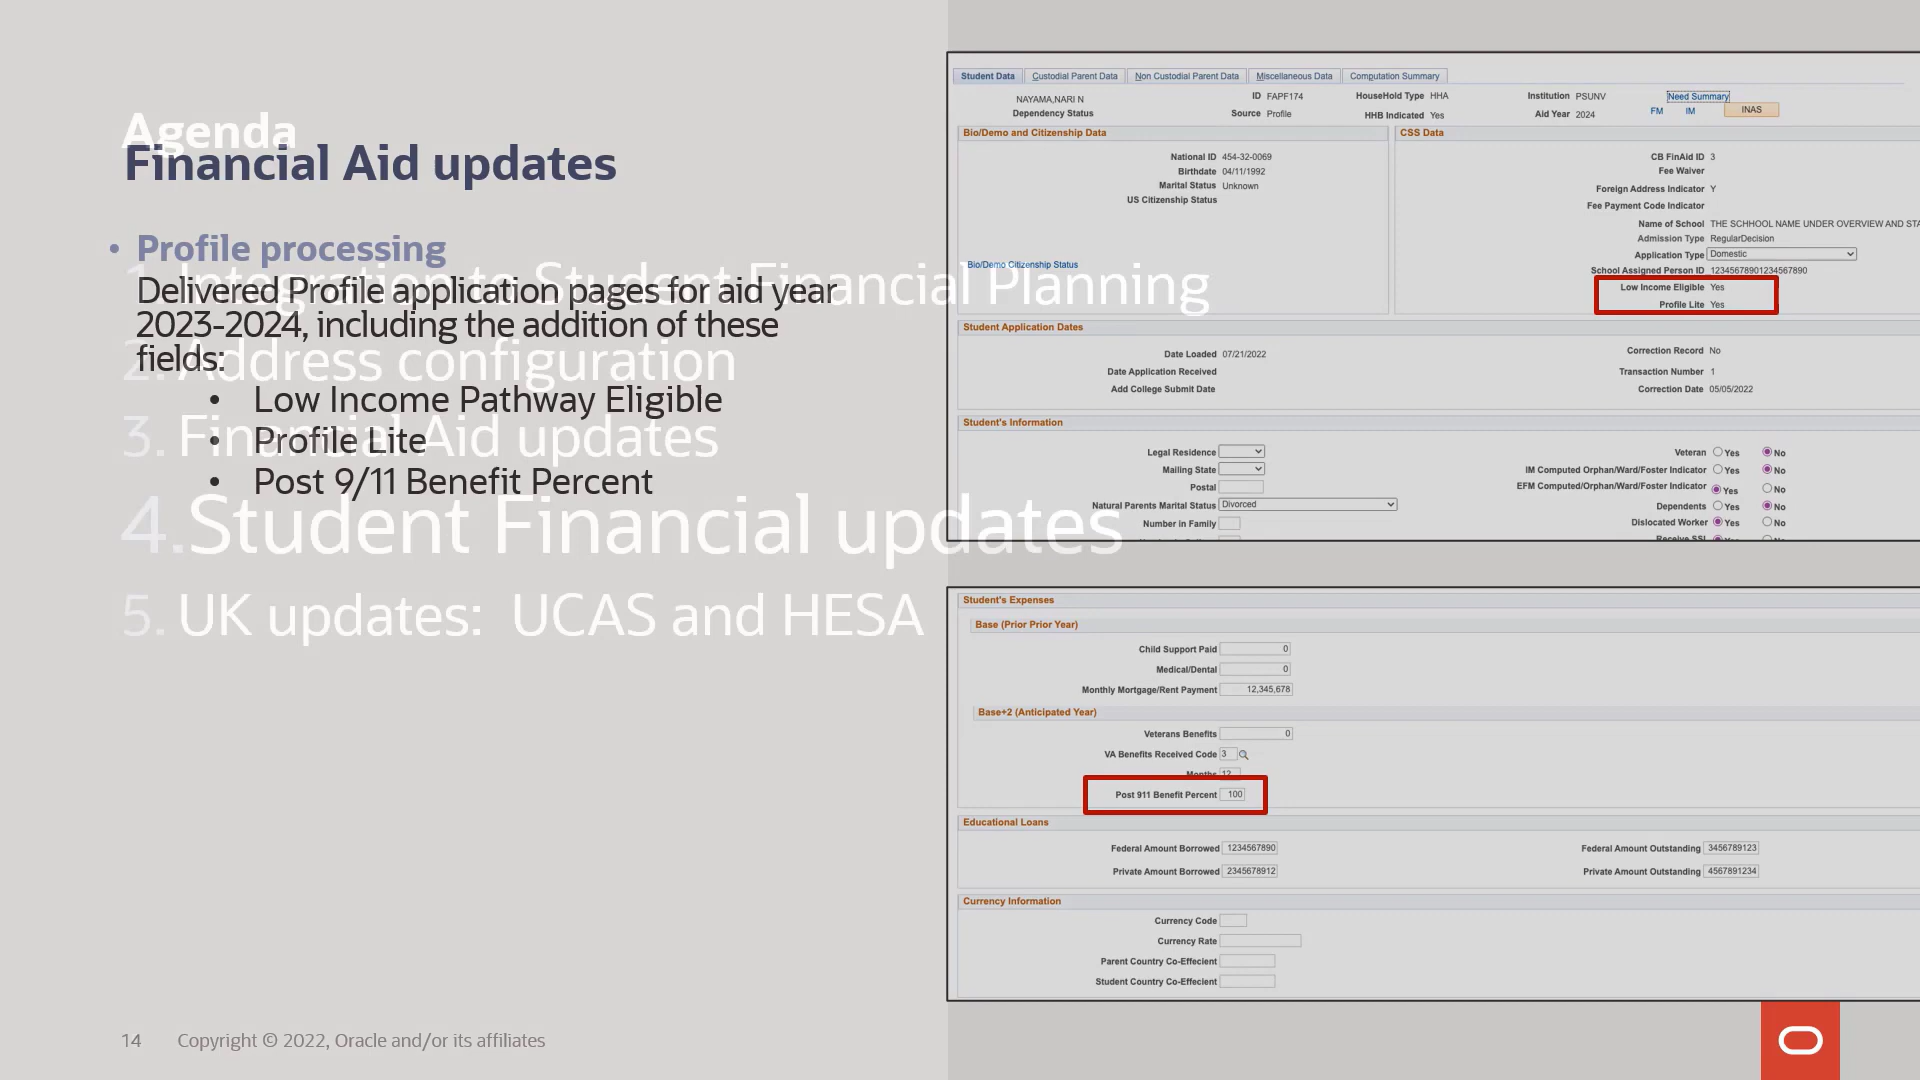 Agenda
Financial Aid updates
• Profile processing
Delivered Profile application pages for aid year
2023-2024, including the addition of these
fields:
• Low Income Pathway Eligible
• Profile Lite
• Post 9/11 Benefit Percent
1. Integration to Student Financial Planning
2. Address configuration
3. Financial Aid updates
4. Student Financial updates
5. UK updates: UCAS and HESA
Student Data Custodial Parent Data Non Custodial Parent Data Miscellaneous Data Computation Summary
NAYAMA,NARI N ID FAPF174 HouseHold Type HHA Institution PSUNV Need Summary
Dependency Status Source Profile HHB Indicated Yes Aid Year 2024 FM IM INAS
Bio/Demo and Citizenship Data
National ID 454-32-0069
Birthdate 04/11/1992
Marital Status Unknown
US Citizenship Status
Bio/Demo Citizenship Status
CSS Data
CB FinAid ID 3
Fee Waiver
Foreign Address Indicator Y
Fee Payment Code Indicator
Name of School THE SCHHOOL NAME UNDER OVERVIEW AND STA
Admission Type RegularDecision
Application Type Domestic
School Assigned Person ID 12345678901234567890
Low Income Eligible Yes
Profile Lite Yes
Student Application Dates
Date Loaded 07/21/2022 Correction Record No
Date Application Received Transaction Number 1
Add College Submit Date Correction Date 05/05/2022
Student's Information
Legal Residence Veteran Yes No
Mailing State IM Computed Orphan/Ward/Foster Indicator Yes No
Postal EFM Computed Orphan/Ward/Foster Indicator Yes No
Natural Parents Marital Status Divorced Dependents Yes No
Number in Family Dislocated Worker Yes No
Receive SSI Yes No
Student's Expenses
Base (Prior Prior Year)
Child Support Paid 0
Medical/Dental 0
Monthly Mortgage/Rent Payment 12,345,678
Base+2 (Anticipated Year)
Veterans Benefits 0
VA Benefits Received Code 3
Months 12
Post 911 Benefit Percent 100
Educational Loans
Federal Amount Borrowed 1234567890 Federal Amount Outstanding 3456789123
Private Amount Borrowed 2345678912 Private Amount Outstanding 4567891234
Currency Information
Currency Code
Currency Rate
Parent Country Co-Effecient
Student Country Co-Effecient
14 Copyright © 2022, Oracle and/or its affiliates